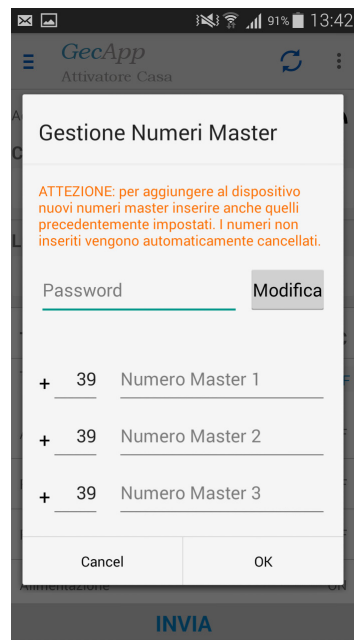 91% 13:42
GecApp
Attivatore Casa
Gestione Numeri Master
ATTEZIONE: per aggiungere al dispositivo
nuovi numeri master inserire anche quelli
precedentemente impostati. I numeri non
inseriti vengono automaticamente cancellati.
Password Modifica
+ 39 Numero Master 1
+ 39 Numero Master 2
+ 39 Numero Master 3
Cancel OK
Alimentazione ON
INVIA